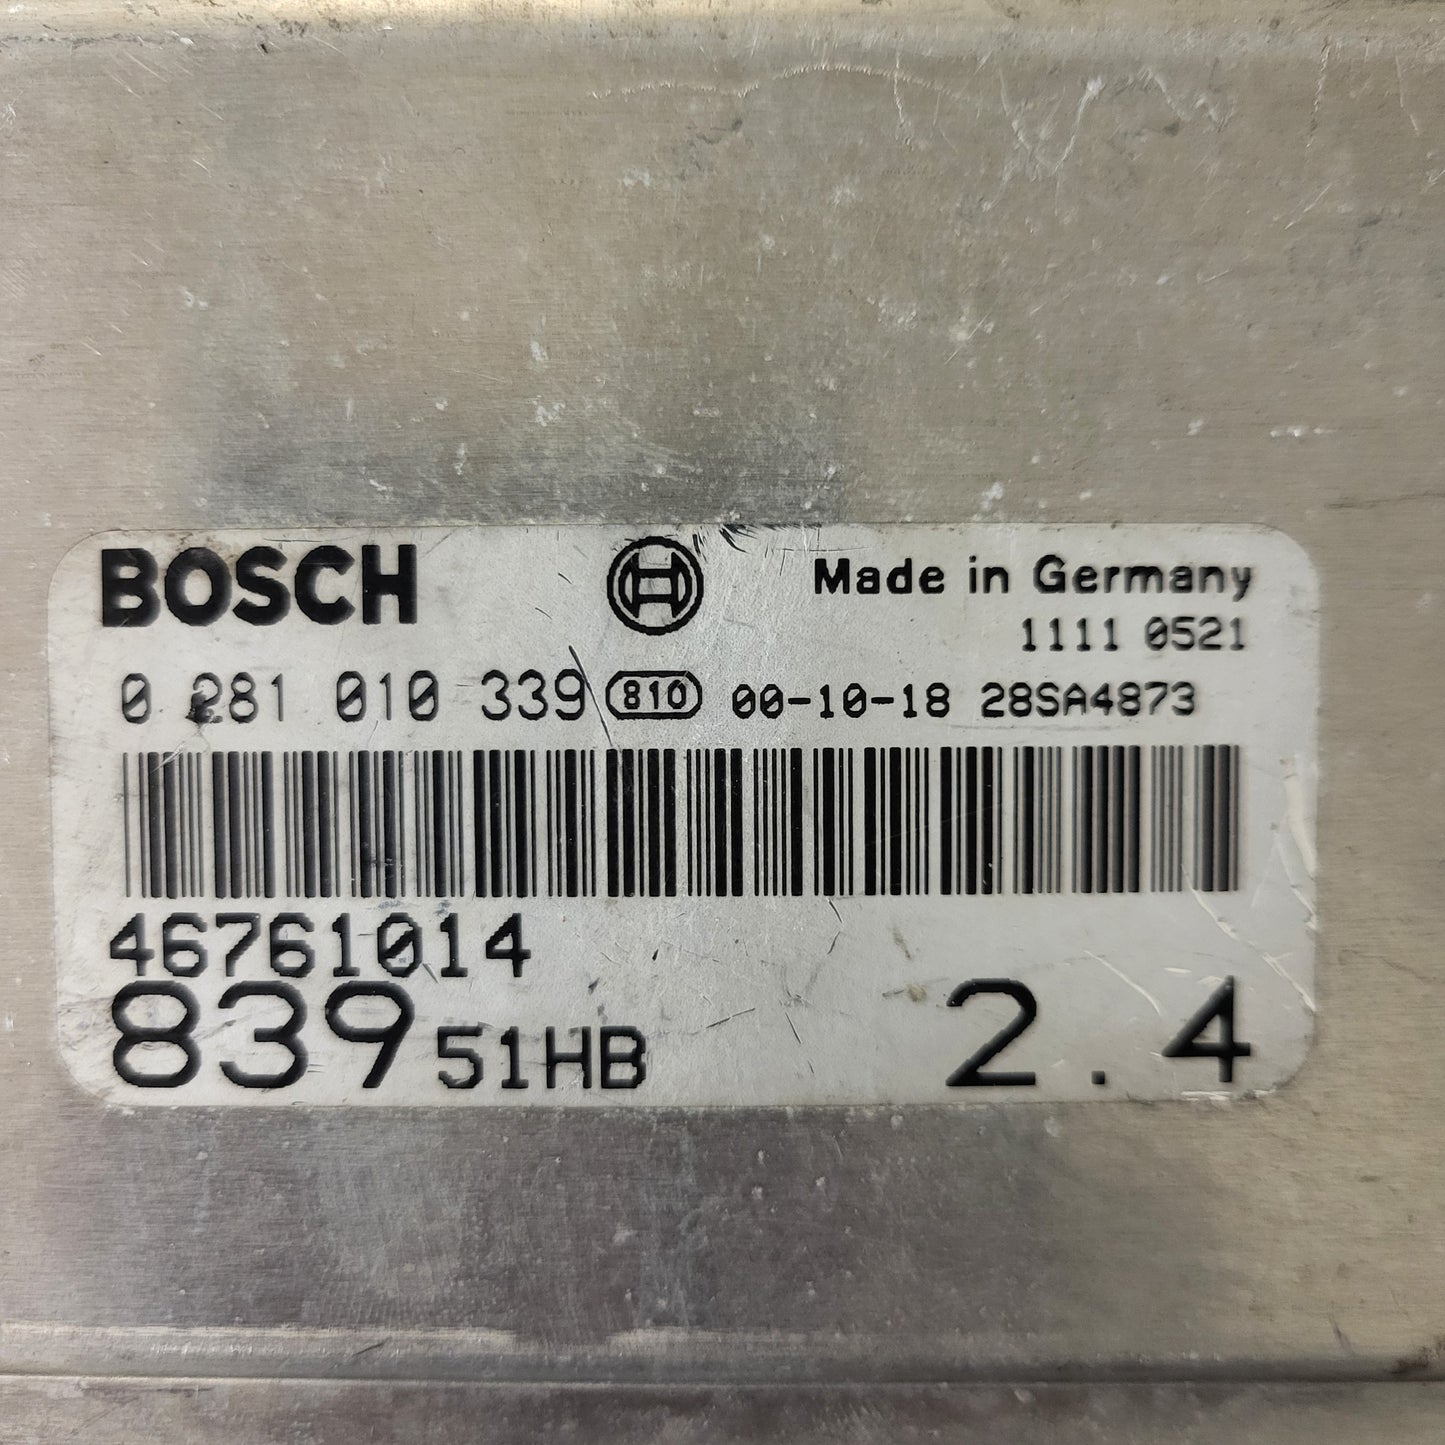 BOSCH Made in Germany
1111 0521
0 281 010 339 810 00-10-18 28SA4873
46761014
839 51HB 2.4